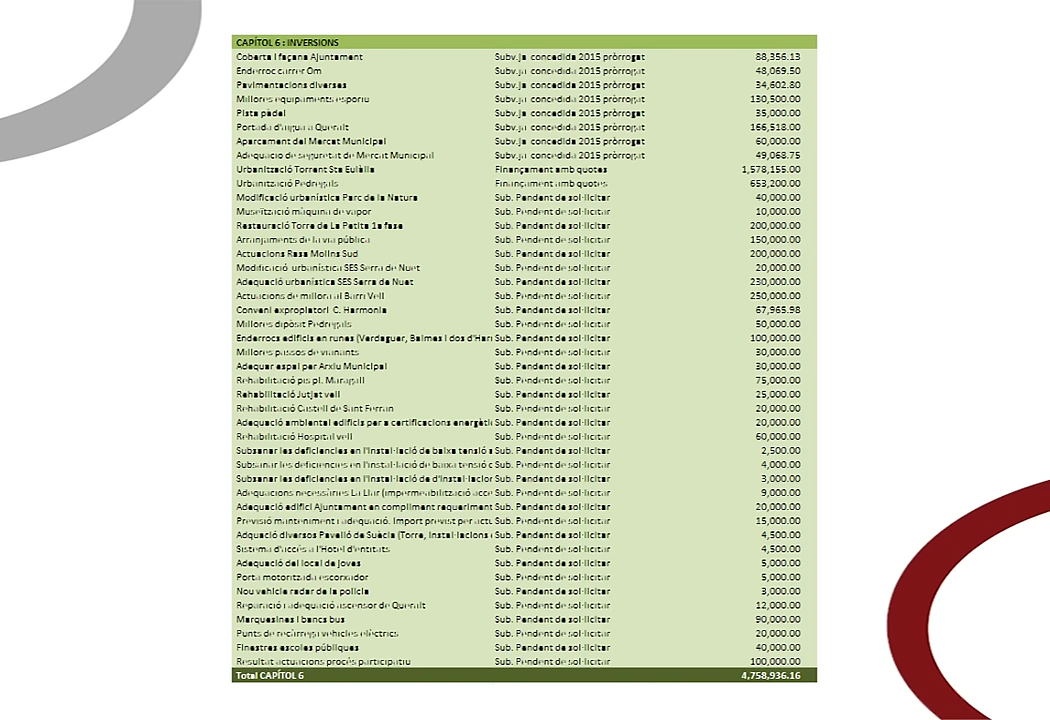 CAPÍTOL 6 : INVERSIONS
Coberta i façana Ajuntament Subv.ja concedida 2015 pròrrogat 88,356.13
Enderroc carrer Om Subv.ja concedida 2015 pròrrogat 48,069.50
Pavimentacions diverses Subv.ja concedida 2015 pròrrogat 34,602.80
Millores equipaments esportiu Subv.ja concedida 2015 pròrrogat 130,500.00
Pista pàdel Subv.ja concedida 2015 pròrrogat 35,000.00
Portada d'aigua a Queralt Subv.ja concedida 2015 pròrrogat 166,518.00
Aparcament del Mercat Municipal Subv.ja concedida 2015 pròrrogat 60,000.00
Adequacio de seguretat de Mercat Municipal Subv.ja concedida 2015 pròrrogat 49,068.75
Urbanització Torrent Sta Eulàlia Finançament amb quotes 1,578,155.00
Urbanització Pedregals Finançament amb quotes 653,200.00
Modificació urbanística Parc de la Natura Sub. Pendent de sol·licitar 40,000.00
Museïtzació màquina de vapor Sub. Pendent de sol·licitar 10,000.00
Restauració Torre de La Petita 1a fase Sub. Pendent de sol·licitar 200,000.00
Arranjaments de la via pública Sub. Pendent de sol·licitar 150,000.00
Actuacions Rasa Molins Sud Sub. Pendent de sol·licitar 200,000.00
Modificació urbanística SES Serra de Nuet Sub. Pendent de sol·licitar 20,000.00
Adequació urbanística SES Serra de Nuet Sub. Pendent de sol·licitar 230,000.00
Actuacions de millora al Barri Vell Sub. Pendent de sol·licitar 250,000.00
Conveni expropiatori C. Harmonia Sub. Pendent de sol·licitar 67,965.98
Millores dipòsit Pedregals Sub. Pendent de sol·licitar 50,000.00
Enderrocs edificis en runes (Verdaguer, Balmes i dos d'Har Sub. Pendent de sol·licitar 100,000.00
Millores passos de vianants Sub. Pendent de sol·licitar 30,000.00
Adequar espai per Arxiu Municipal Sub. Pendent de sol·licitar 30,000.00
Rehabilitació pis pl. Maragall Sub. Pendent de sol·licitar 75,000.00
Rehabilitació Jutjat vell Sub. Pendent de sol·licitar 25,000.00
Rehabilitació Castell de Sant Ferran Sub. Pendent de sol·licitar 20,000.00
Adequació ambiental edificis per a certificacions energètic Sub. Pendent de sol·licitar 20,000.00
Rehabilitació Hospital vell Sub. Pendent de sol·licitar 60,000.00
Subsanar les deficiencies en l'instal·lació de baixa tensió a Sub. Pendent de sol·licitar 2,500.00
Subsanar les deficiencies en l'instal·lació de baixa tensió c Sub. Pendent de sol·licitar 4,000.00
Subsanar les deficiencies en l'instal·lació de d'instal·lacior Sub. Pendent de sol·licitar 3,000.00
Adequacions necessàries La Llar (impermeabilització acce Sub. Pendent de sol·licitar 9,000.00
Adequació edifici Ajuntament en compliment requeriment Sub. Pendent de sol·licitar 20,000.00
Previsió manteniment i adequació. Import previst per actu Sub. Pendent de sol·licitar 15,000.00
Adquació diversos Pavelló de Suècia (Torre, instal·lacions Sub. Pendent de sol·licitar 4,500.00
Sistema d'accés a l'Hotel d'entitats Sub. Pendent de sol·licitar 4,500.00
Adequació del local de joves Sub. Pendent de sol·licitar 5,000.00
Porta motoritzada escorxador Sub. Pendent de sol·licitar 5,000.00
Nou vehicle radar de la policia Sub. Pendent de sol·licitar 3,000.00
Reparació i adequació ascensor de Queralt Sub. Pendent de sol·licitar 12,000.00
Marquesines i bancs bus Sub. Pendent de sol·licitar 90,000.00
Punts de recàrrega vehicles elèctrics Sub. Pendent de sol·licitar 20,000.00
Finestres escoles públiques Sub. Pendent de sol·licitar 40,000.00
Resultat actuacions procés participatiu Sub. Pendent de sol·licitar 100,000.00
Total CAPÍTOL 6 4,758,936.16